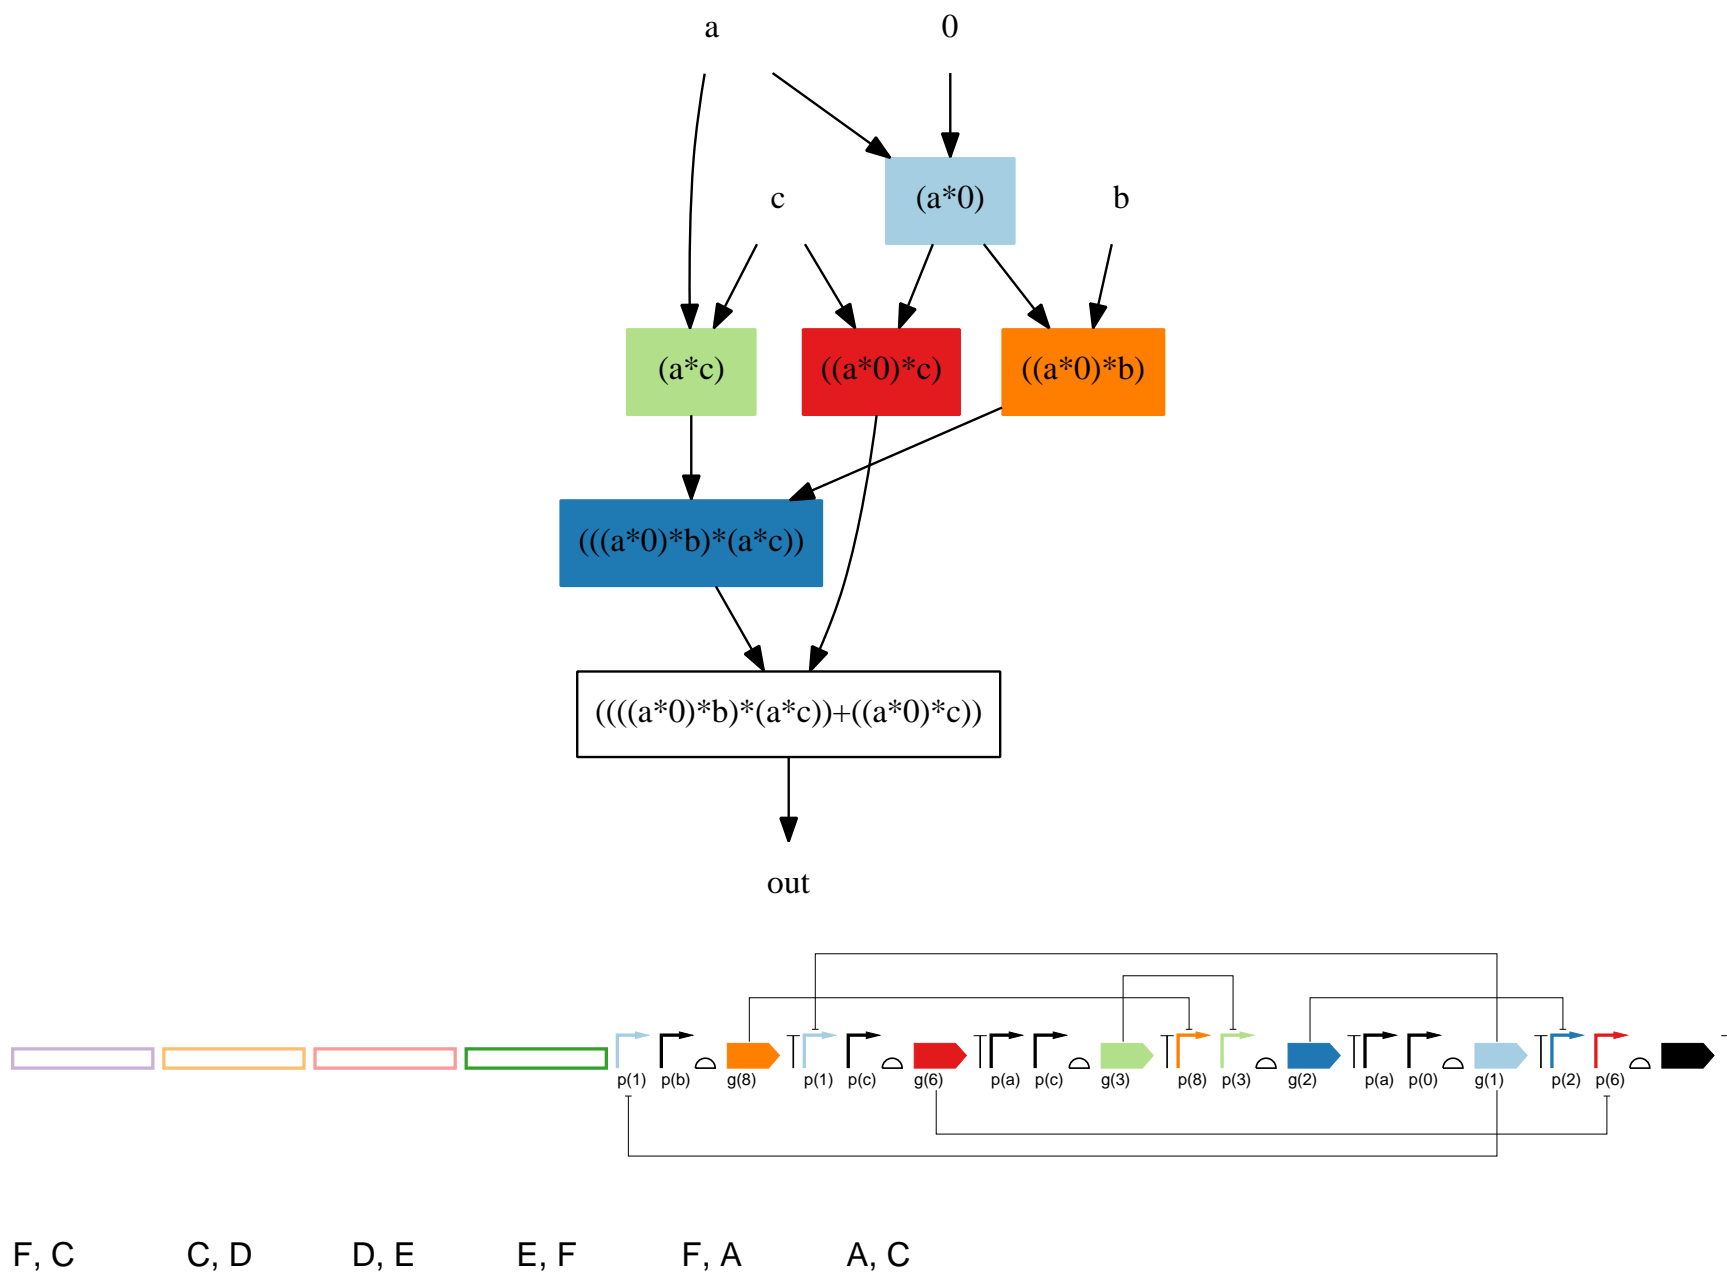 a 0
c (a*0) b
(a*c) ((a*0)*c) ((a*0)*b)
(((a*0)*b)*(a*c))
((((a*0)*b)*(a*c))+((a*0)*c))
out
p(1) p(b) g(8) p(1) p(c) g(6) p(a) p(c) g(3) p(8) p(3) g(2) p(a) p(0) g(1) p(2) p(6)
F, C C, D D, E E, F F, A A, C